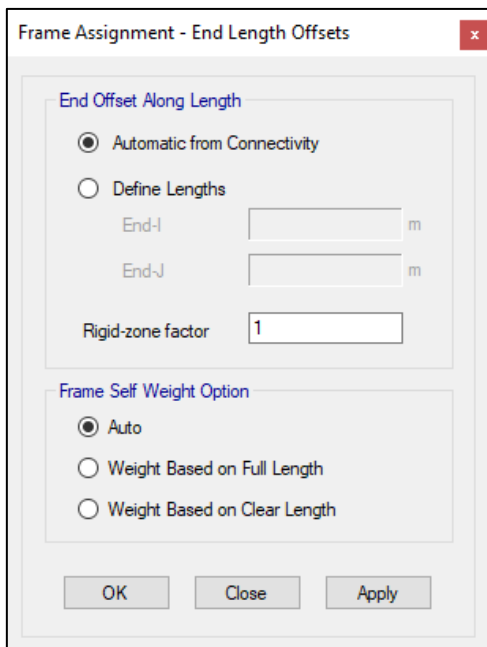 Frame Assignment - End Length Offsets
x
End Offset Along Length
Automatic from Connectivity
Define Lengths
End-I m
End-J m
Rigid-zone factor 1
Frame Self Weight Option
Auto
Weight Based on Full Length
Weight Based on Clear Length
OK Close Apply